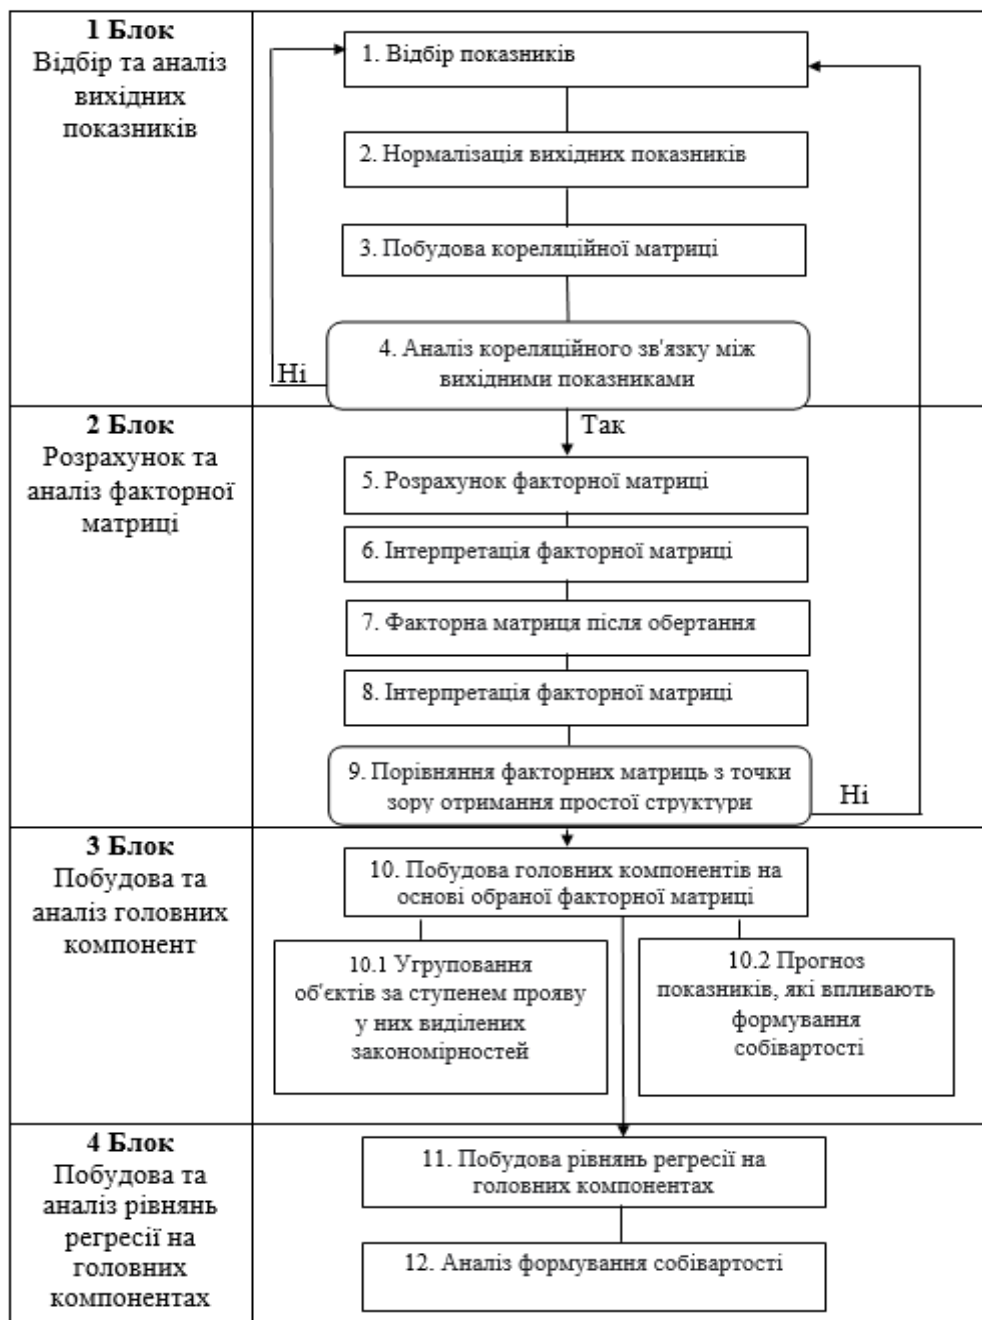 1 Блок
Відбір та аналіз
вихідних
показників
1. Відбір показників
2. Нормалізація вихідних показників
3. Побудова кореляційної матриці
4. Аналіз кореляційного зв'язку між
вихідними показниками
Ні
2 Блок
Розрахунок та
аналіз факторної
матриці
Так
5. Розрахунок факторної матриці
6. Інтерпретація факторної матриці
7. Факторна матриця після обертання
8. Інтерпретація факторної матриці
9. Порівняння факторних матриць з точки
зору отримання простої структури
Ні
3 Блок
Побудова та
аналіз головних
компонент
10. Побудова головних компонентів на
основі обраної факторної матриці
10.1 Угруповання
об'єктів за ступенем прояву
у них виділених
закономірностей
10.2 Прогноз
показників, які впливають
формування
собівартості
4 Блок
Побудова та
аналіз рівнянь
регресії на
головних
компонентах
11. Побудова рівнянь регресії на
головних компонентах
12. Аналіз формування собівартості